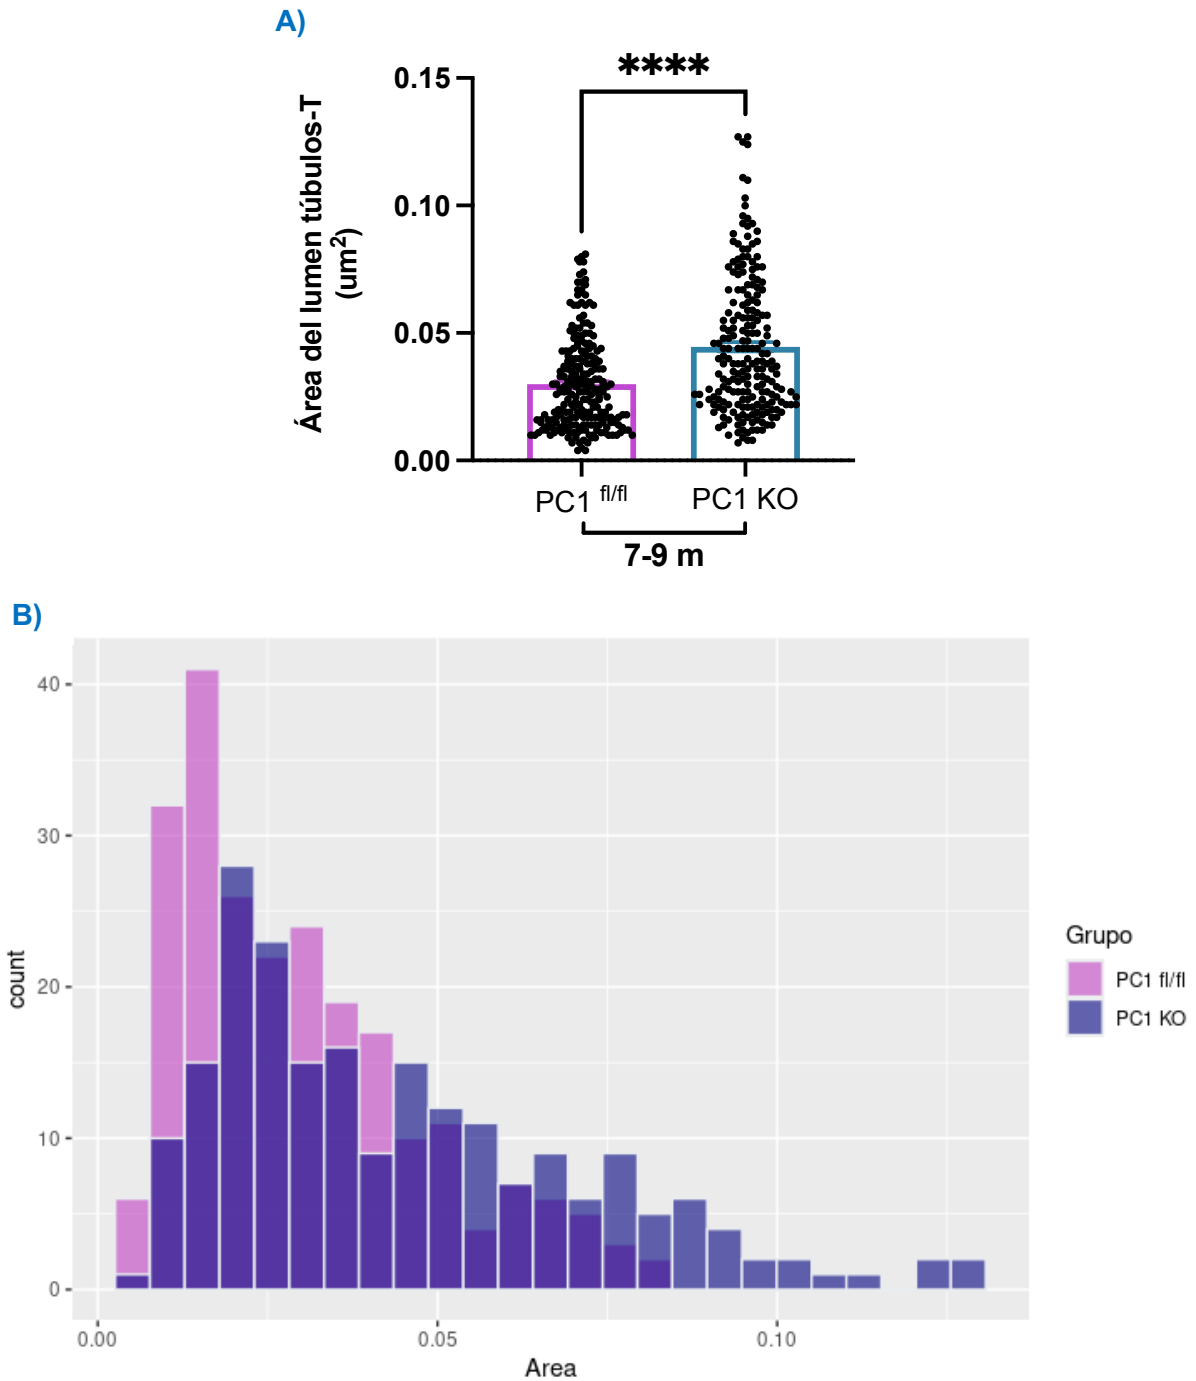 A)
****
0.15
0.10
0.05
0.00
Área del lumen túbulos-T
(um²)
PC1 fl/fl
PC1 KO
7-9 m
B)
40
30
20
10
0
count
0.00
0.05
0.10
Area
Grupo
PC1 fl/fl
PC1 KO